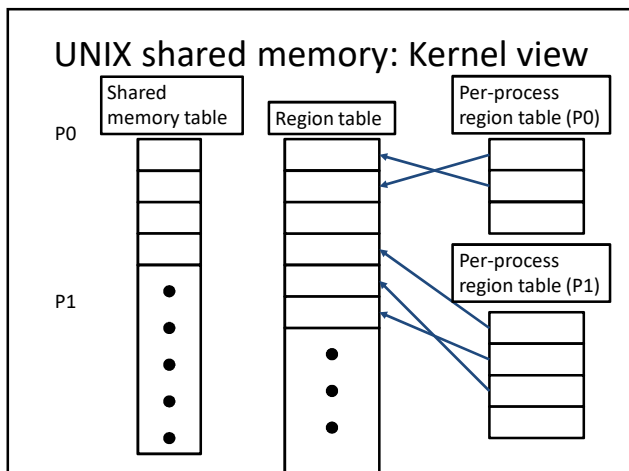 UNIX shared memory: Kernel view
Shared
memory table
Region table
Per-process
region table (P0)
P0
Per-process
region table (P1)
P1